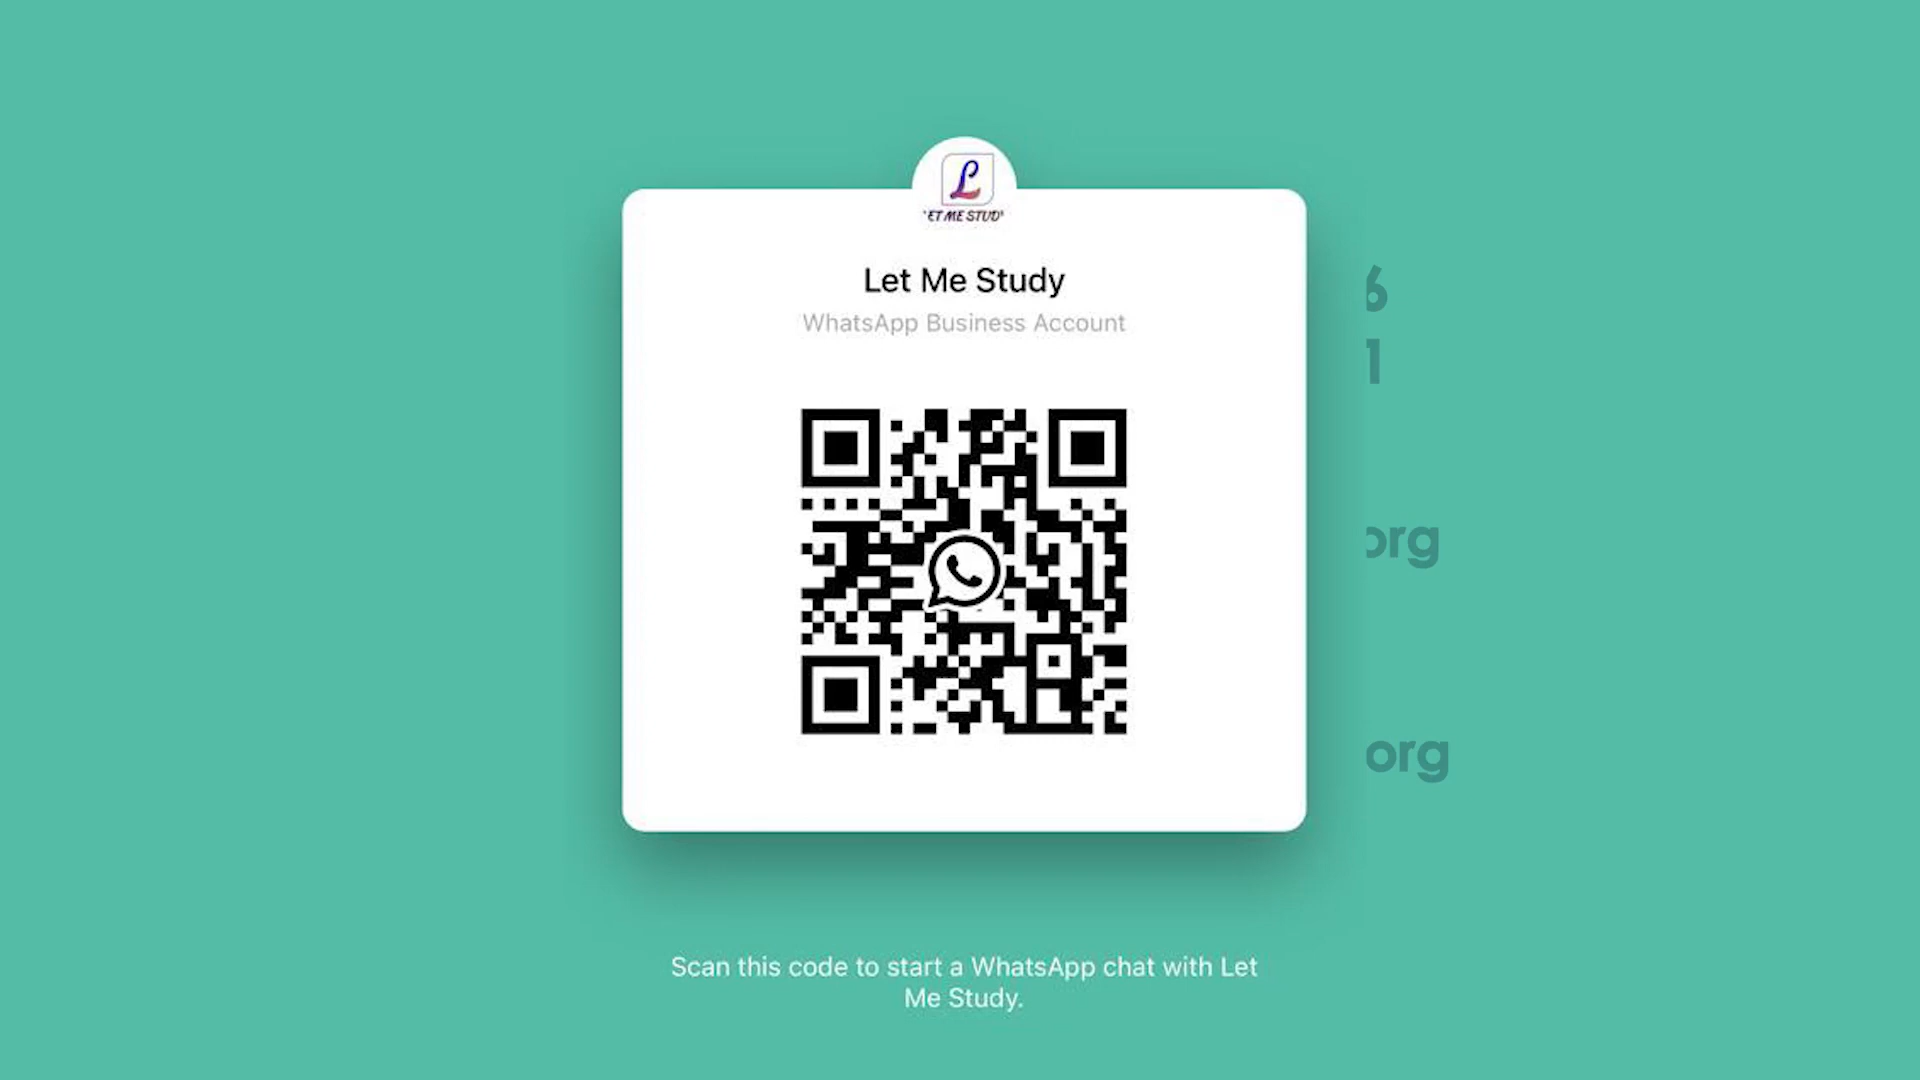 L
ET ME STUD
Let Me Study
WhatsApp Business Account
6
1
org
org
Scan this code to start a WhatsApp chat with Let
Me Study.